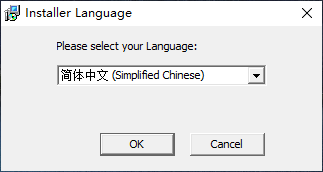 Installer Language
Please select your Language:
简体中文 (Simplified Chinese)
OK
Cancel